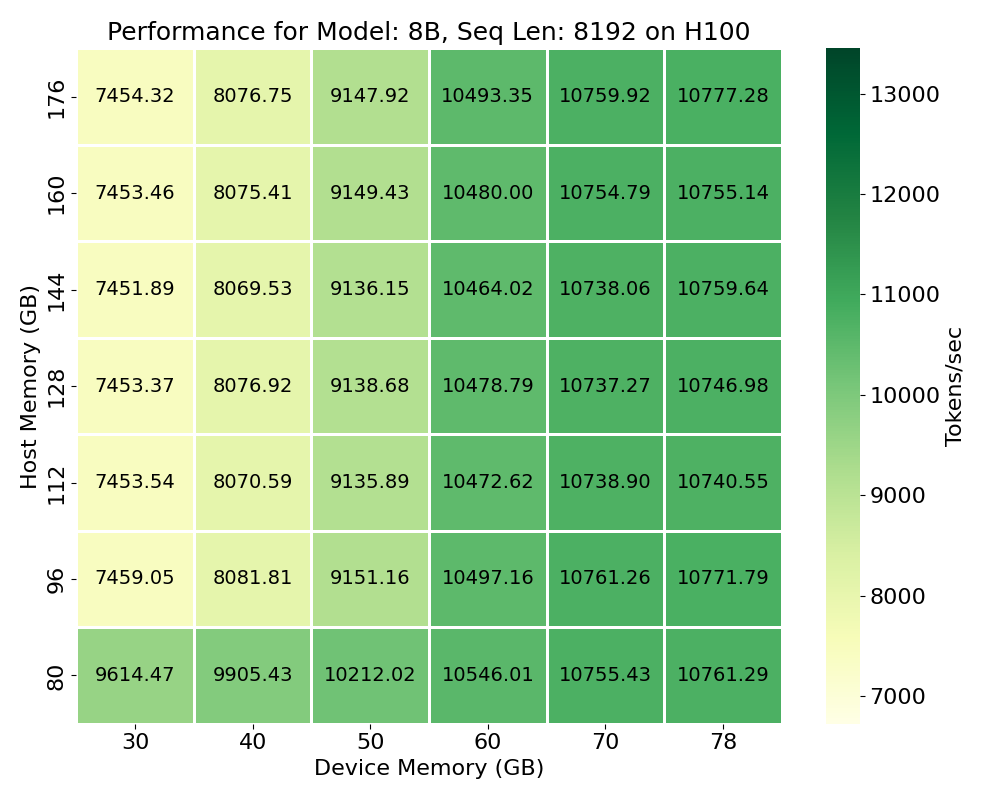 Performance for Model: 8B, Seq Len: 8192 on H100
176 7454.32 8076.75 9147.92 10493.35 10759.92 10777.28
160 7453.46 8075.41 9149.43 10480.00 10754.79 10755.14
144 7451.89 8069.53 9136.15 10464.02 10738.06 10759.64
128 7453.37 8076.92 9138.68 10478.79 10737.27 10746.98
112 7453.54 8070.59 9135.89 10472.62 10738.90 10740.55
96 7459.05 8081.81 9151.16 10497.16 10761.26 10771.79
80 9614.47 9905.43 10212.02 10546.01 10755.43 10761.29
30 40 50 60 70 78
Device Memory (GB)
Host Memory (GB)
13000
12000
11000
10000
9000
8000
7000
Tokens/sec